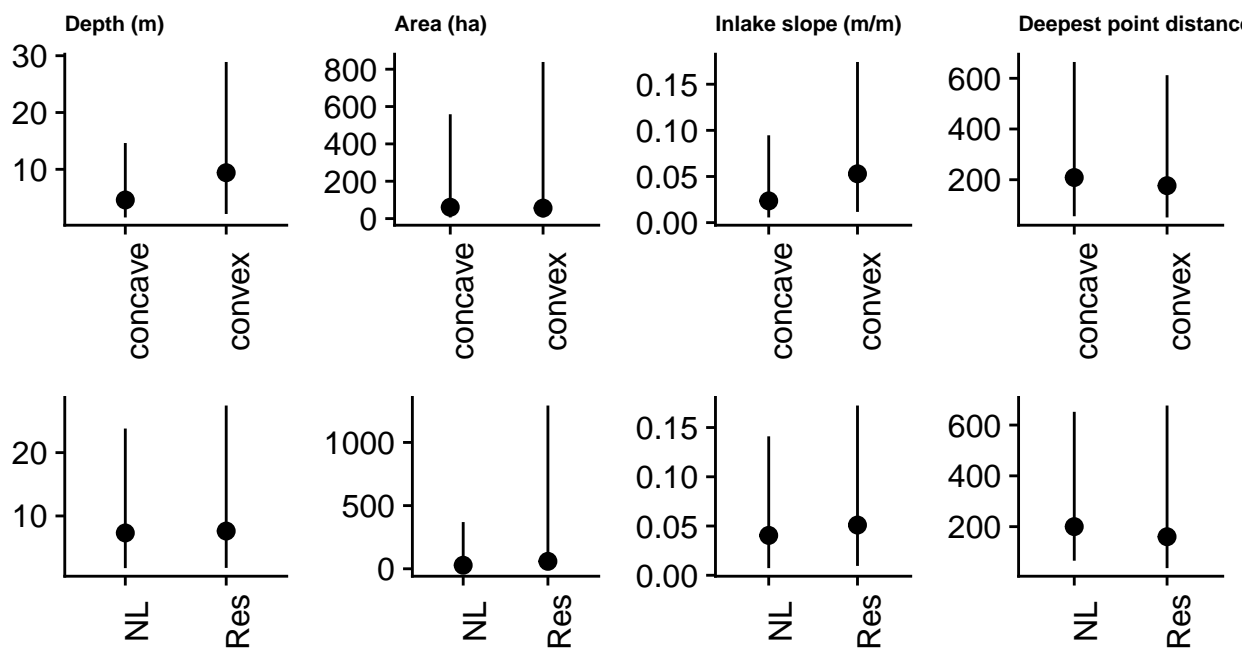 Depth (m)
Area (ha)
Inlake slope (m/m)
Deepest point distance
30
20
10
concave
convex
800
600
400
200
0
concave
convex
0.15
0.10
0.05
0.00
concave
convex
600
400
200
concave
convex
20
10
NL
Res
1000
500
0
NL
Res
0.15
0.10
0.05
0.00
NL
Res
600
400
200
NL
Res